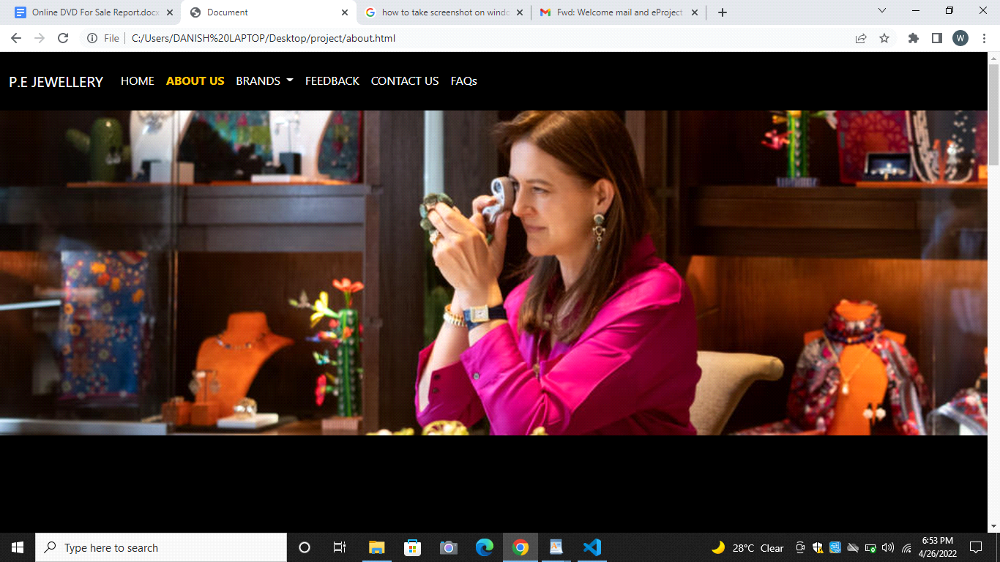 Online DVD For Sale Report.docx
Document
how to take screenshot on windo
Fwd: Welcome mail and eProject
File
C:/Users/DANISH%20LAPTOP/Desktop/project/about.html
W
P.E JEWELLERY
HOME
ABOUT US
BRANDS
FEEDBACK
CONTACT US
FAQs
Type here to search
28°C Clear
6:53 PM
4/26/2022